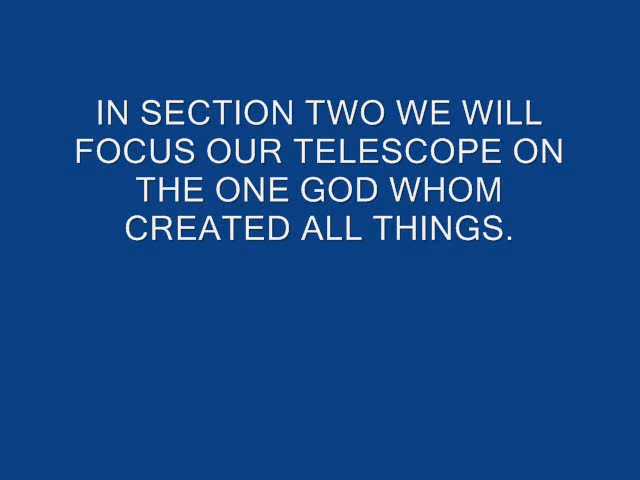 IN SECTION TWO WE WILL
FOCUS OUR TELESCOPE ON
THE ONE GOD WHOM
CREATED ALL THINGS.